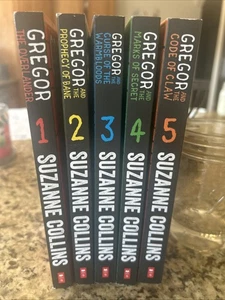 GREGOR
THE OVERLANDER
1
SUZANNE COLLINS
GREGOR
AND THE
PROPHECY OF BANE
2
SUZANNE COLLINS
GREGOR
AND THE
CURSE OF THE
WARMBLOODS
3
SUZANNE COLLINS
GREGOR
AND THE
MARKS OF SECRET
4
SUZANNE COLLINS
GREGOR
AND THE
CODE OF CLAW
5
SUZANNE COLLINS